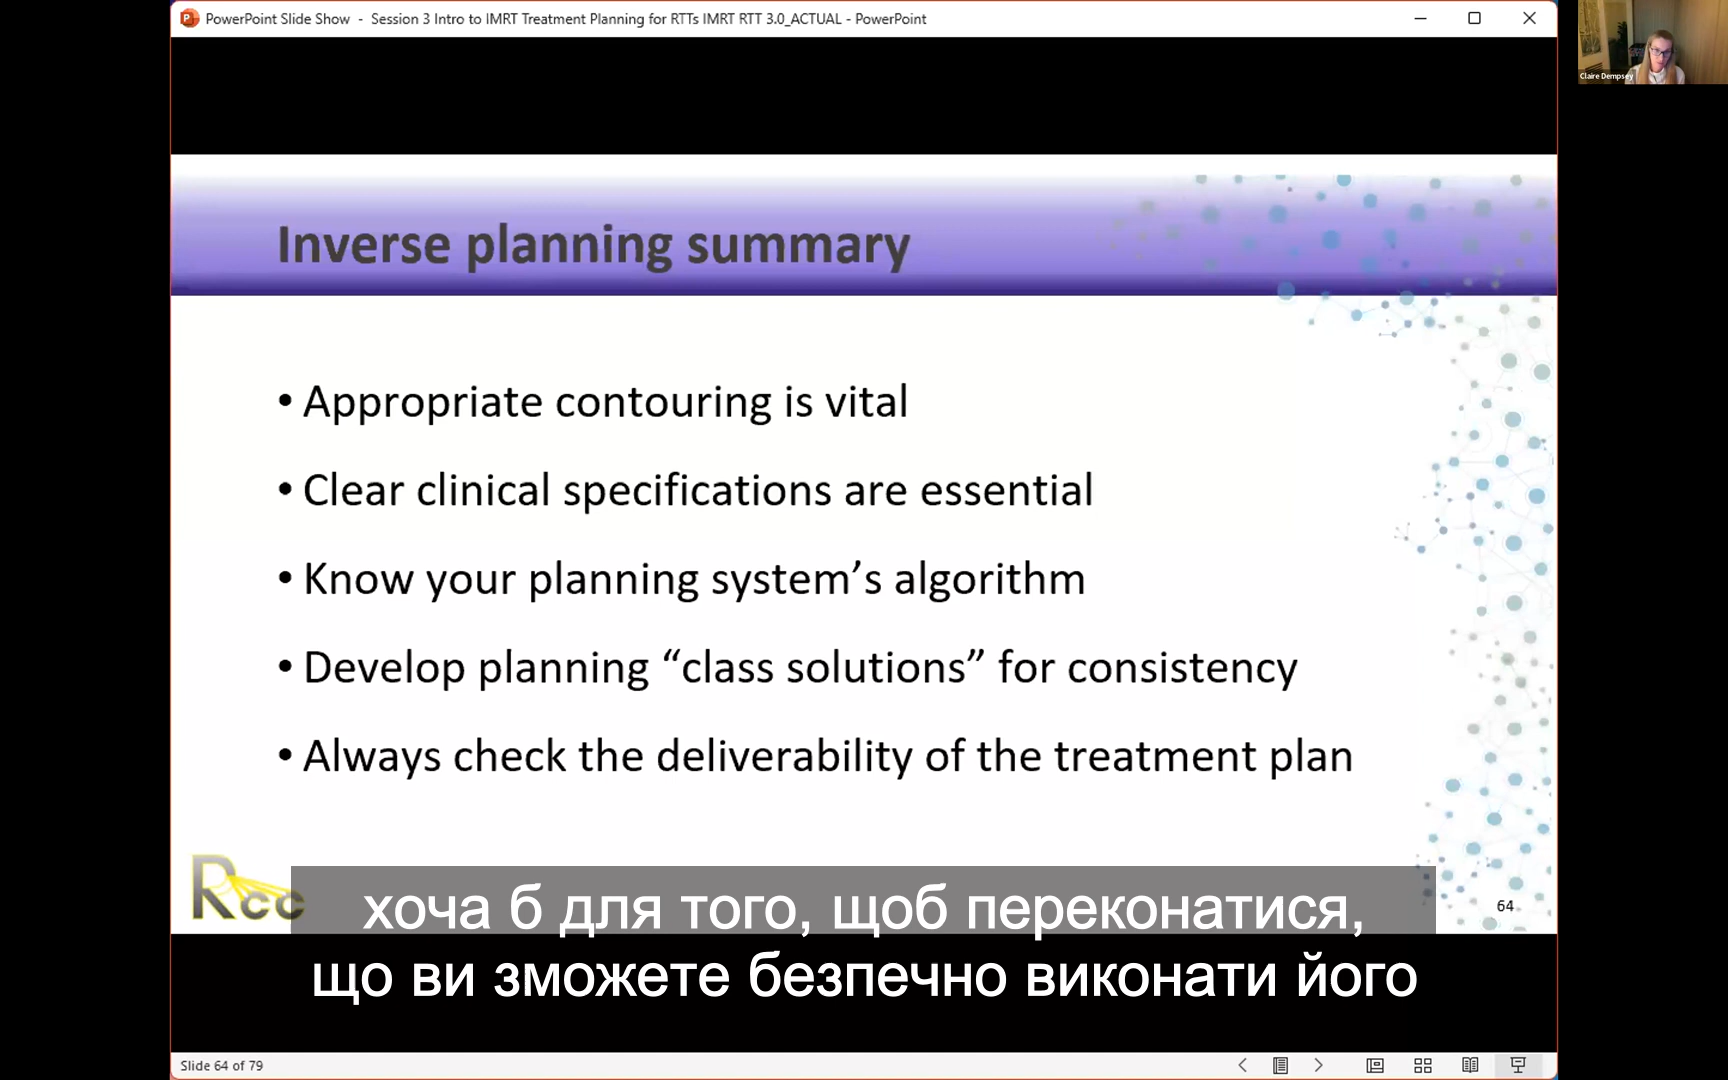 PowerPoint Slide Show - Session 3 Intro to IMRT Treatment Planning for RTTs IMRT RTT 3.0_ACTUAL - PowerPoint
Claire Dempsey
Inverse planning summary
• Appropriate contouring is vital
• Clear clinical specifications are essential
• Know your planning system’s algorithm
• Develop planning “class solutions” for consistency
• Always check the deliverability of the treatment plan
Rcc
64
хоча б для того, щоб переконатися,
що ви зможете безпечно виконати його
Slide 64 of 79